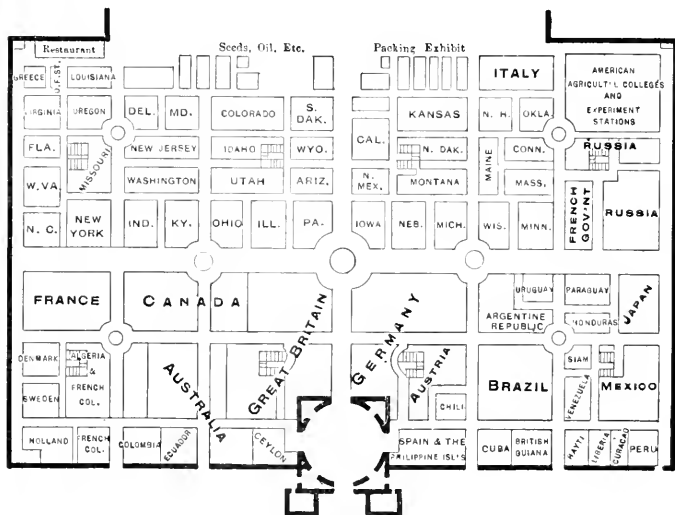 Restaurant
Seeds, Oil, Etc.
Packing Exhibit
GREECE
U.F.ST.
LOUISIANA
ITALY
AMERICAN
AGRICULT'L COLLEGES
AND
EXPERIMENT
STATIONS
VIRGINIA
OREGON
DEL.
MD.
COLORADO
S.
DAK.
KANSAS
N. H.
OKLA.
CAL.
FLA.
MISSOURI
NEW JERSEY
IDAHO
WYO.
N. DAK.
MAINE
CONN.
RUSSIA
W.VA.
WASHINGTON
UTAH
ARIZ.
N.
MEX.
MONTANA
MASS.
FRENCH
GOV'NT
RUSSIA
N. C.
NEW
YORK
IND.
KY.
OHIO
ILL.
PA.
IOWA
NEB.
MICH.
WIS.
MINN.
FRANCE
CANADA
GREAT BRITAIN
GERMANY
URUGUAY
PARAGUAY
ARGENTINE
REPUBLIC
HONDURAS
JAPAN
DENMARK
ALGERIA
&
FRENCH
COL.
AUSTRALIA
AUSTRIA
BRAZIL
SIAM
VENEZUELA
MEXICO
SWEDEN
CHILI
HOLLAND
FRENCH
COL.
COLOMBIA
ECUADOR
CEYLON
SPAIN & THE
PHILIPPINE ISL'S
CUBA
BRITISH
GUIANA
HAYTI
LIBERIA
CURACAO
PERU